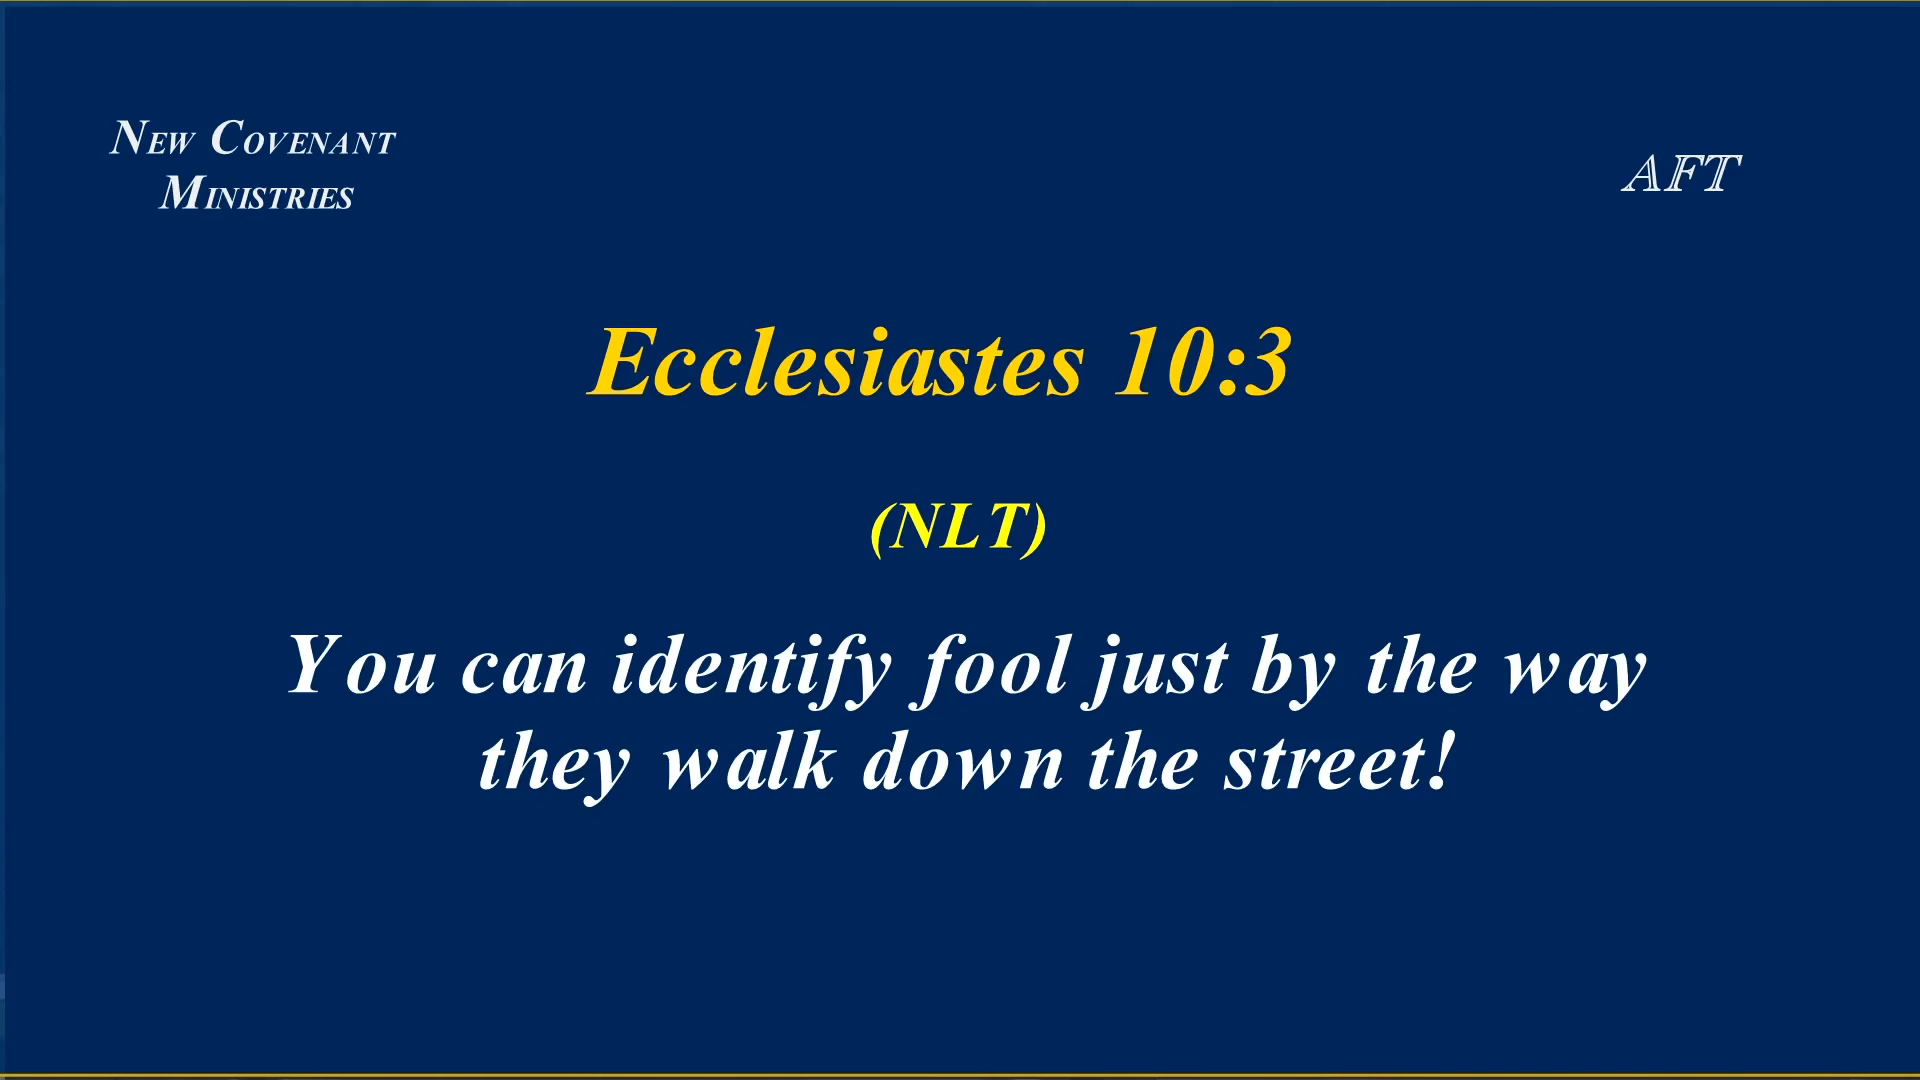 New Covenant
Ministries
AFT
Ecclesiastes 10:3
(NLT)
You can identify fool just by the way
they walk down the street!